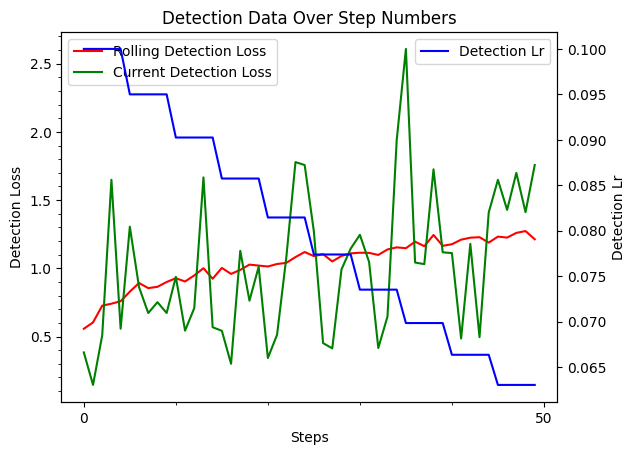 Detection Data Over Step Numbers
Rolling Detection Loss
Current Detection Loss
Detection Lr
2.5
2.0
1.5
1.0
0.5
Detection Loss
0.100
0.095
0.090
0.085
0.080
0.075
0.070
0.065
Detection Lr
0
50
Steps